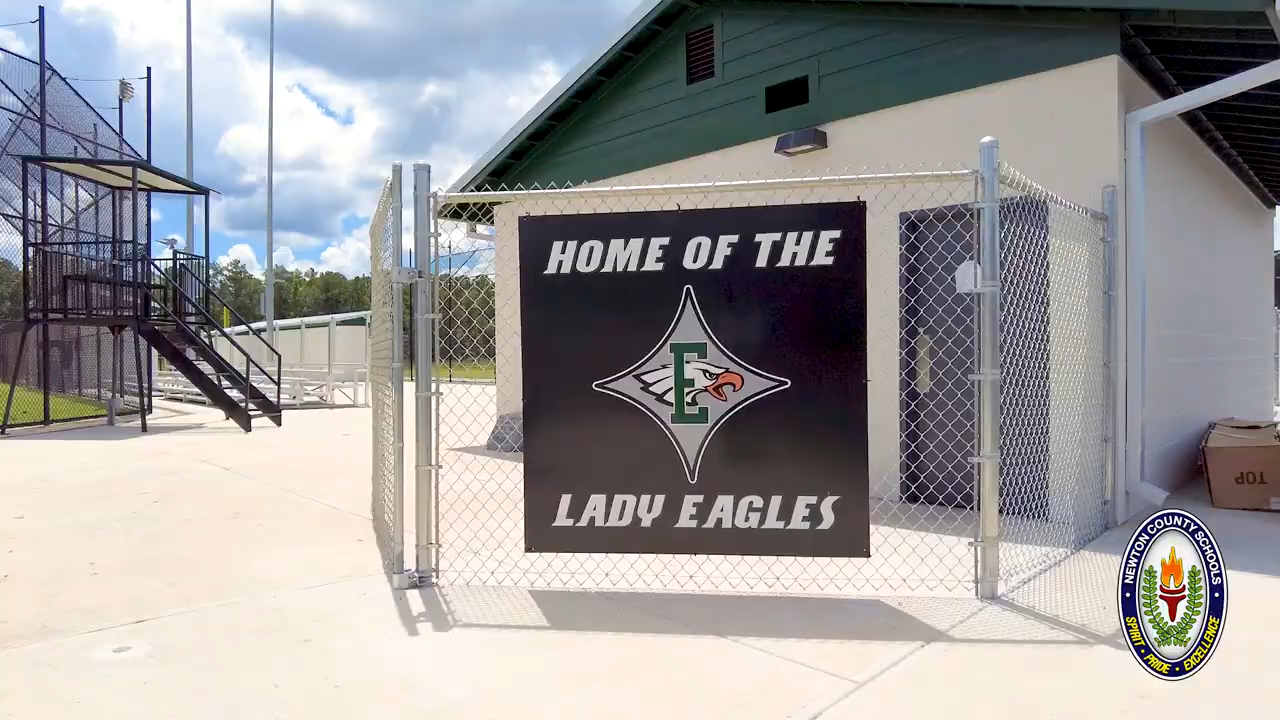 HOME OF THE
E
LADY EAGLES
TOP
NEWTON COUNTY SCHOOLS
SPIRIT • PRIDE • EXCELLENCE